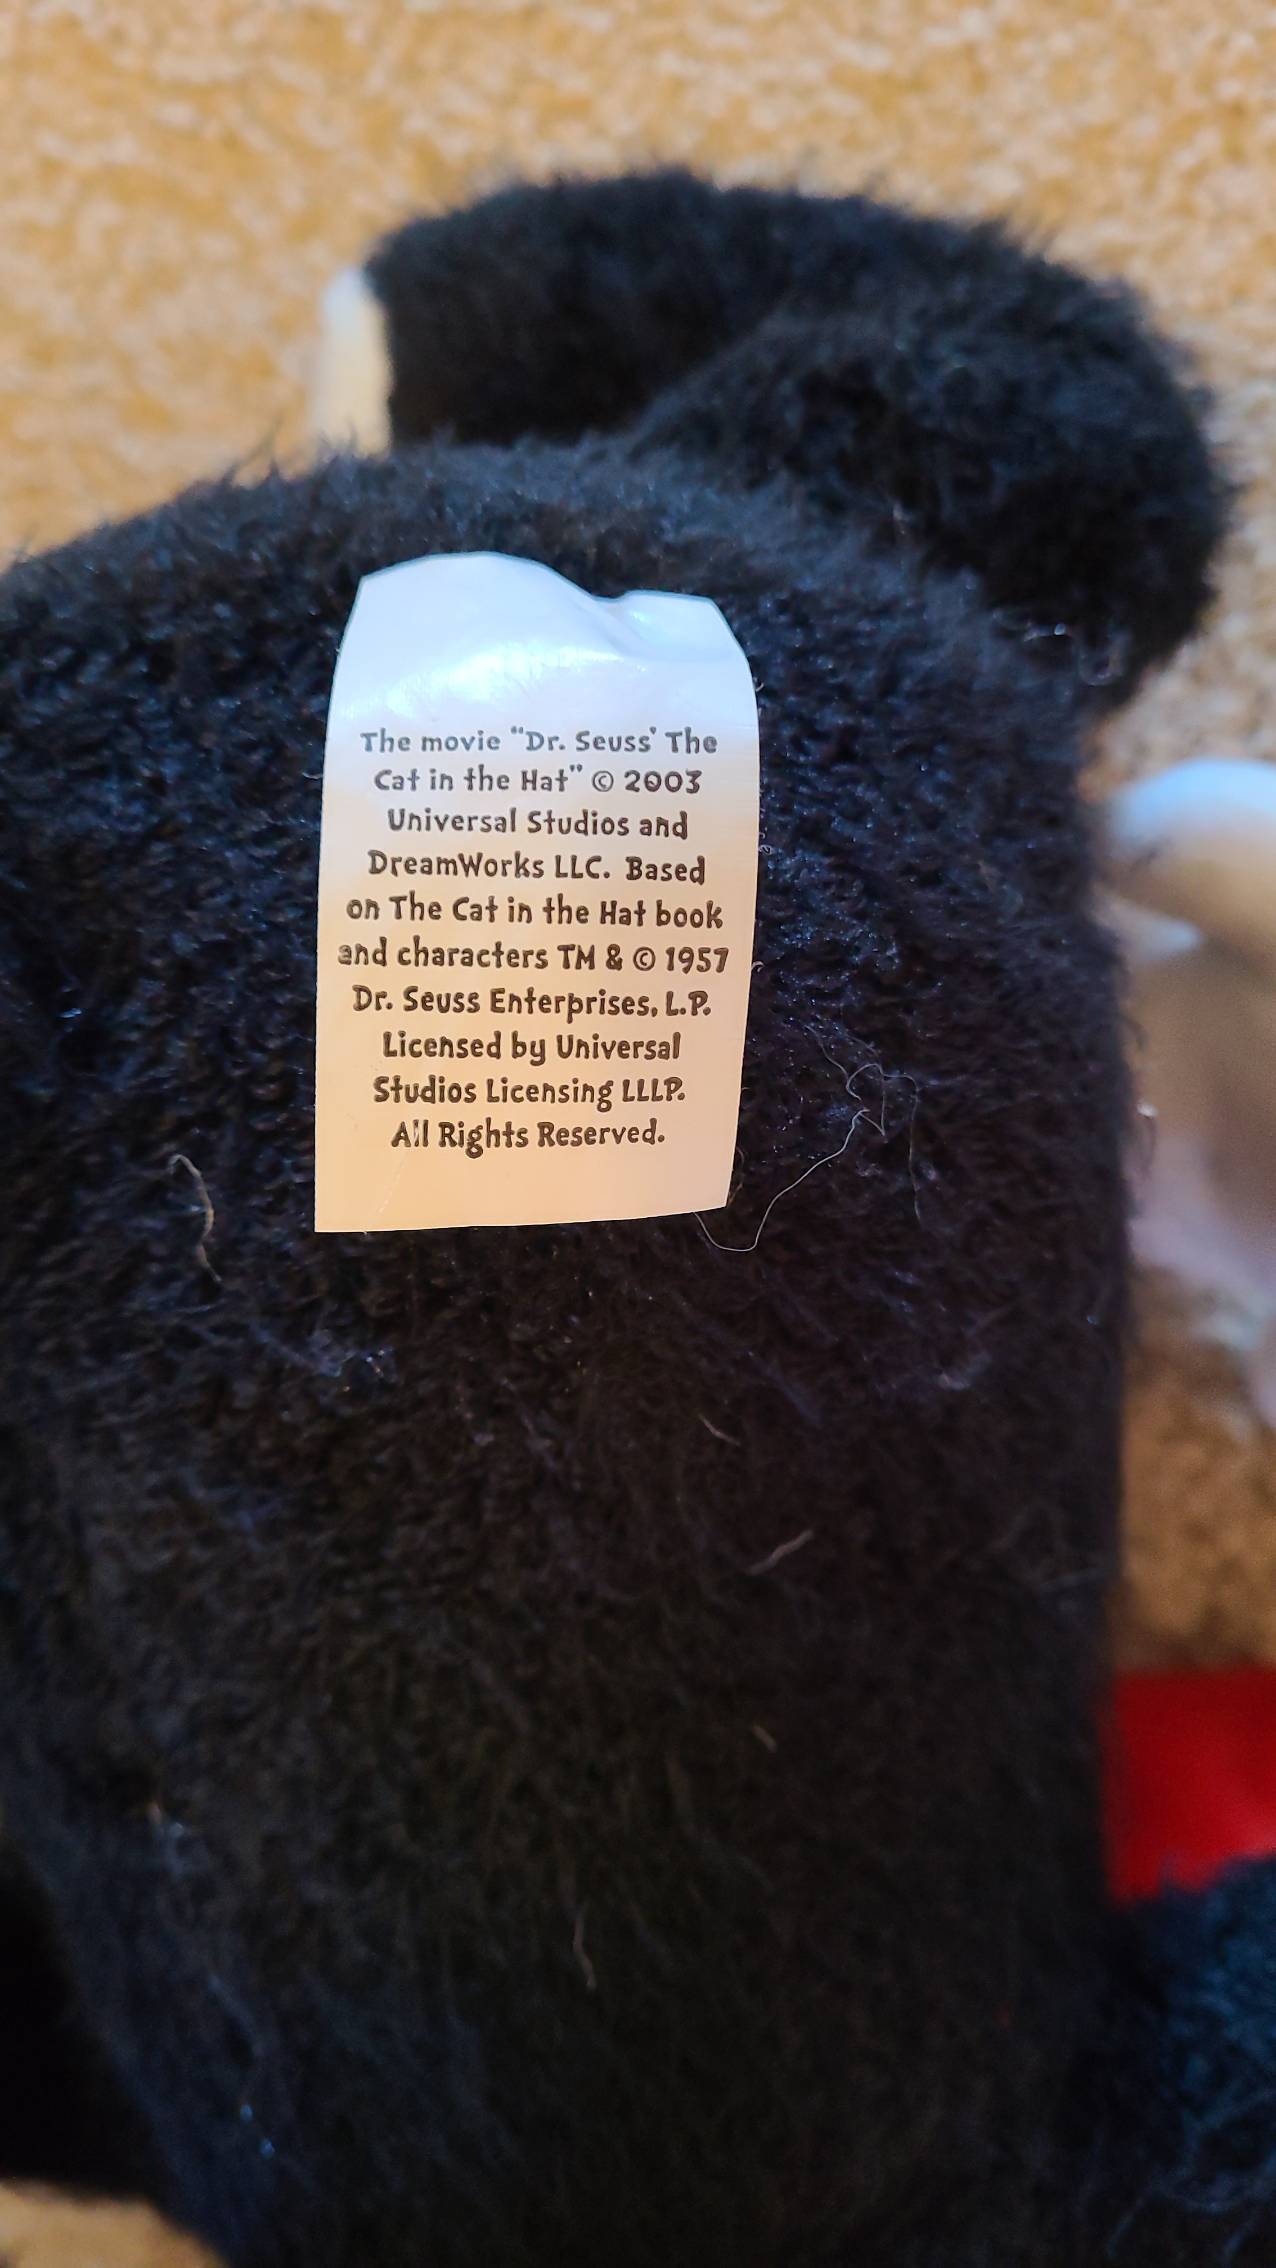 The movie “Dr. Seuss’ The
Cat in the Hat” © 2003
Universal Studios and
DreamWorks LLC. Based
on The Cat in the Hat book
and characters TM & © 1957
Dr. Seuss Enterprises, L.P.
Licensed by Universal
Studios Licensing LLLP.
All Rights Reserved.